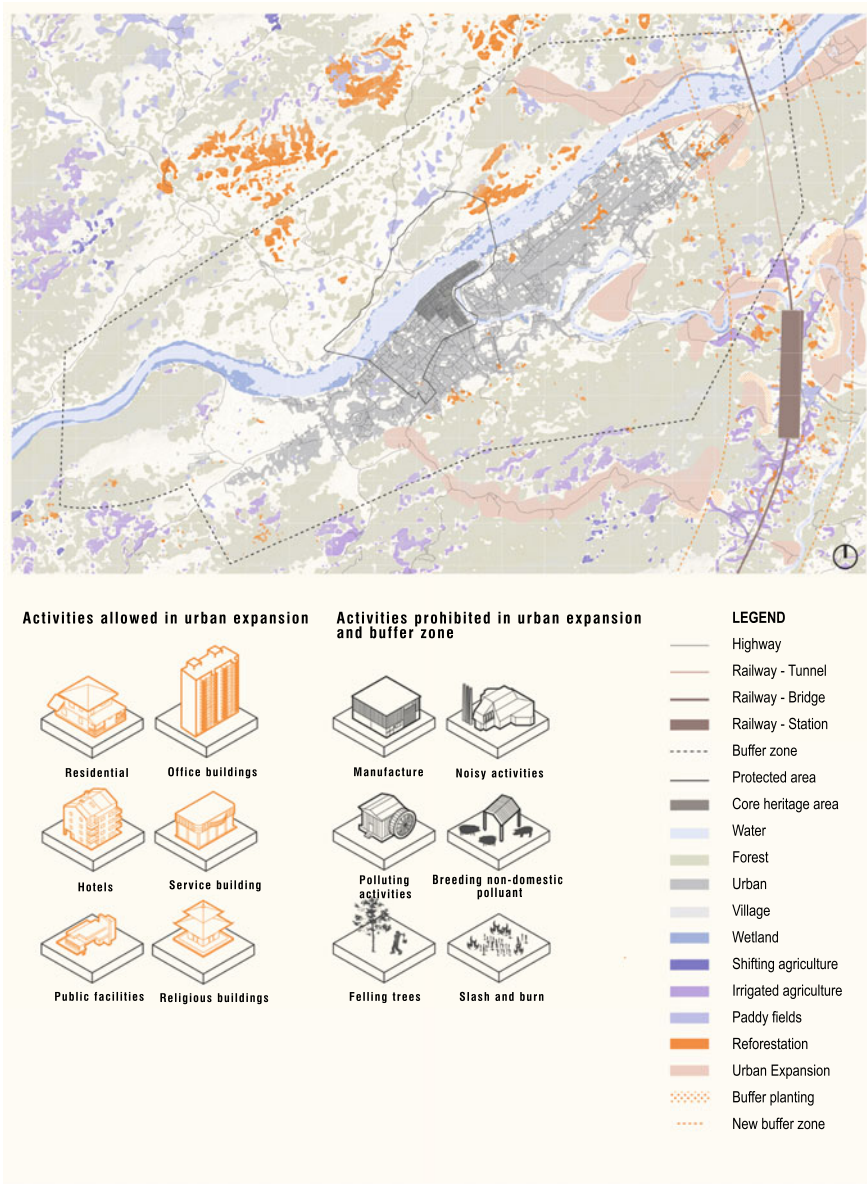 Activities allowed in urban expansion
Residential
Office buildings
Hotels
Service building
Public facilities
Religious buildings
Activities prohibited in urban expansion
and buffer zone
Manufacture
Noisy activities
Polluting
activities
Breeding non-domestic
polluant
Felling trees
Slash and burn
LEGEND
Highway
Railway - Tunnel
Railway - Bridge
Railway - Station
Buffer zone
Protected area
Core heritage area
Water
Forest
Urban
Village
Wetland
Shifting agriculture
Irrigated agriculture
Paddy fields
Reforestation
Urban Expansion
Buffer planting
New buffer zone